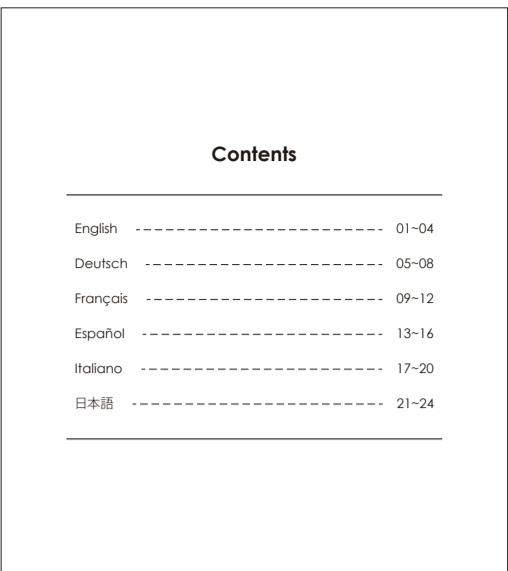 Contents
English ------------------------- 01~04
Deutsch ------------------------ 05~08
Français ------------------------ 09~12
Español ------------------------- 13~16
Italiano ------------------------- 17~20
日本語 -------------------------- 21~24